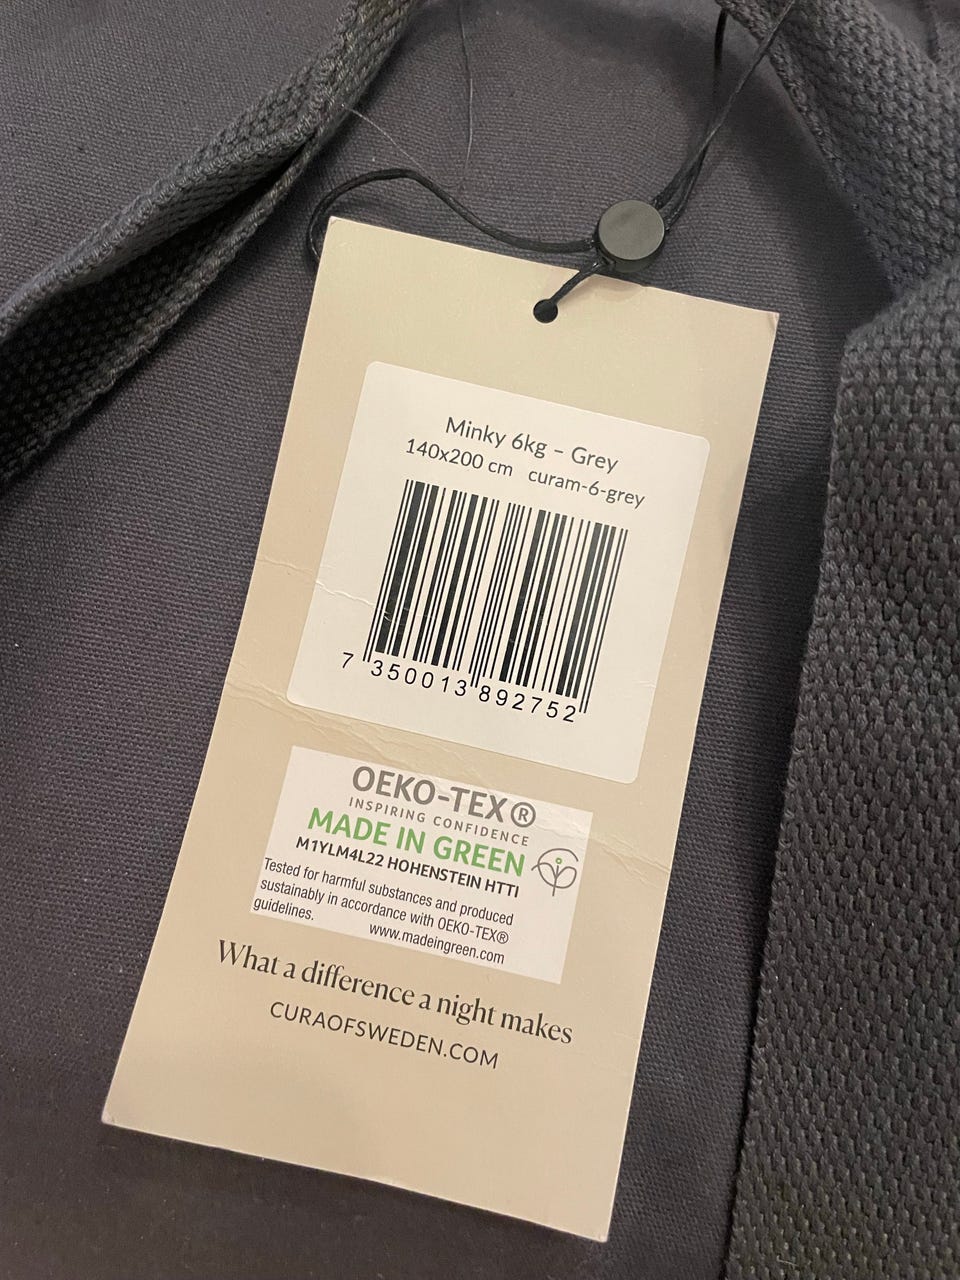 Minky 6kg – Grey
140x200 cm curam-6-grey
7 350013 892752
OEKO-TEX®
INSPIRING CONFIDENCE
MADE IN GREEN
M1YLM4L22 HOHENSTEIN HTTI
Tested for harmful substances and produced
sustainably in accordance with OEKO-TEX®
guidelines.
www.madeingreen.com
What a difference a night makes
CURAOFSWEDEN.COM